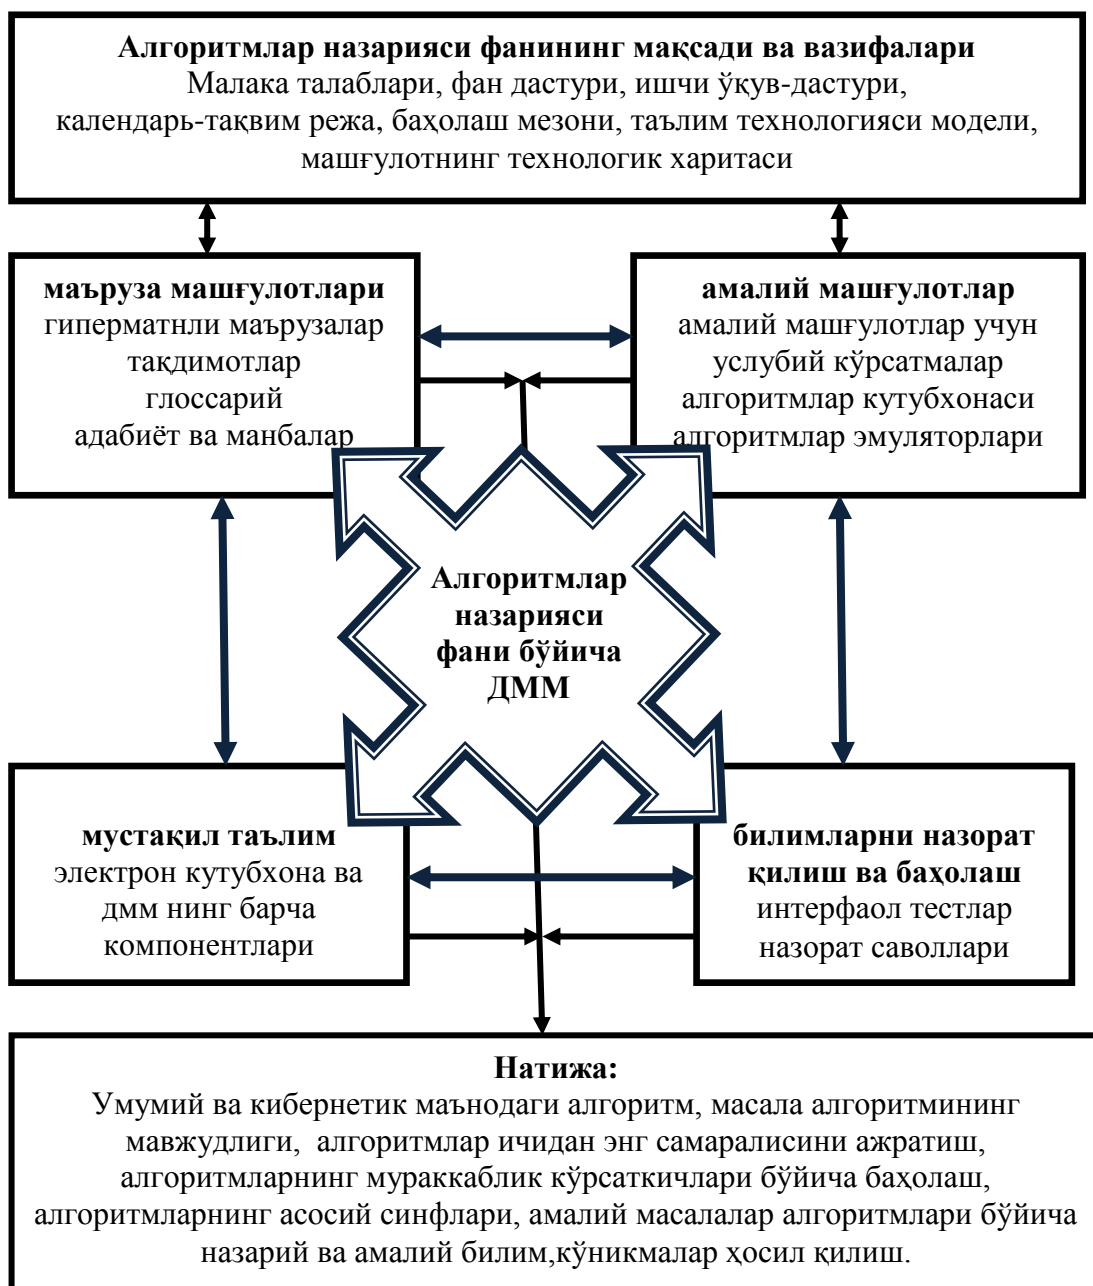 Алгоритмлар назарияси фанининг мақсади ва вазифалари
Малака талаблари, фан дастури, ишчи ўқув-дастури,
календарь-тақвим режа, баҳолаш мезони, таълим технологияси модели,
машғулотнинг технологик харитаси
маъруза машғулотлари
гиперматнли маърузалар
тақдимотлар
глоссарий
адабиёт ва манбалар
амалий машғулотлар
амалий машғулотлар учун
услубий кўрсатмалар
алгоритмлар кутубхонаси
алгоритмлар эмуляторлари
Алгоритмлар
назарияси
фани бўйича
ДММ
мустақил таълим
электрон кутубхона ва
дмм нинг барча
компонентлари
билимларни назорат
қилиш ва баҳолаш
интерфаол тестлар
назорат саволлари
Натижа:
Умумий ва кибернетик маънодаги алгоритм, масала алгоритмининг
мавжудлиги, алгоритмлар ичидан энг самаралисини ажратиш,
алгоритмларнинг мураккаблик кўрсаткичлари бўйича баҳолаш,
алгоритмларнинг асосий синфлари, амалий масалалар алгоритмлари бўйича
назарий ва амалий билим,кўникмалар ҳосил қилиш.